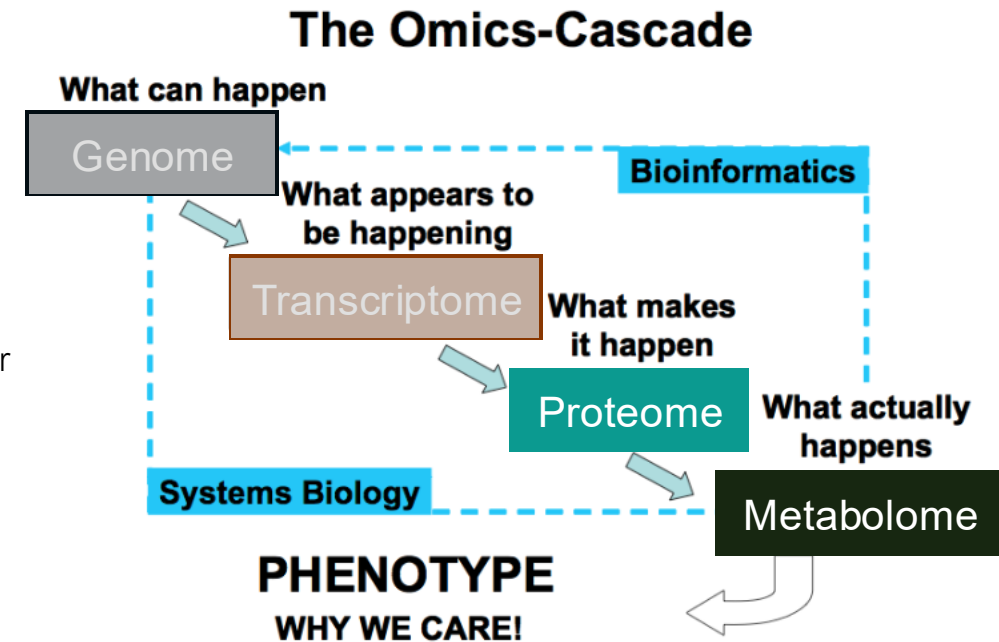 The Omics-Cascade
What can happen
Genome
Bioinformatics
What appears to
be happening
Transcriptome
What makes
it happen
r
Proteome
What actually
happens
Systems Biology
Metabolome
PHENOTYPE
WHY WE CARE!